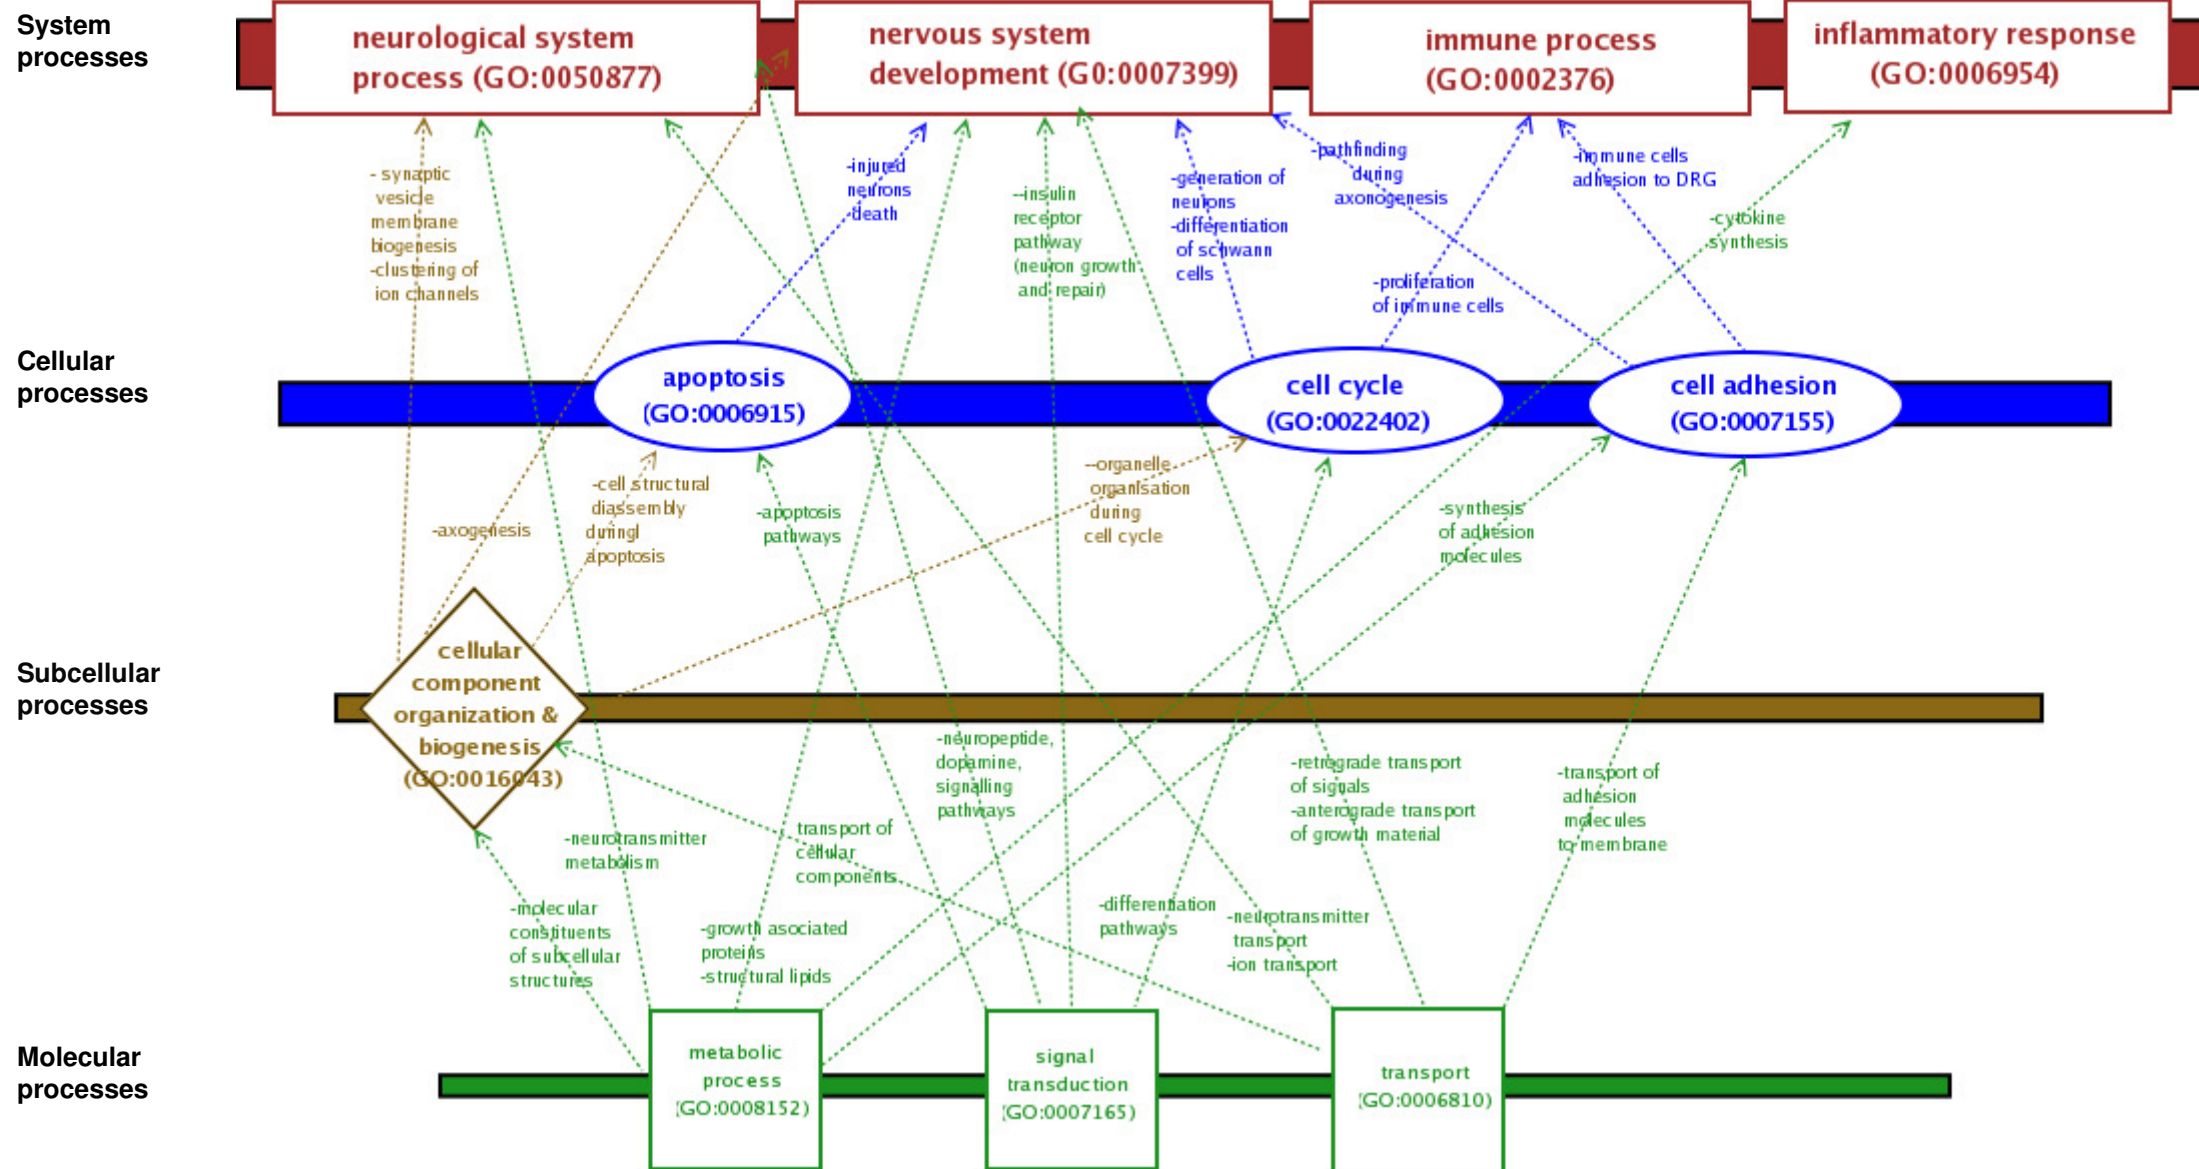 System
processes
neurological system
process (GO:0050877)
nervous system
development (G0:0007399)
immune process
(GO:0002376)
inflammatory response
(GO:0006954)
- synaptic
vesicle
membrane
biogenesis
-clustering of
ion channels
-injured
neurons
death
--insulin
receptor
pathway
(neuron growth
and repair)
-generation of
neurons
-differentiation
of schwann
cells
-pathfinding
during
axonogenesis
-proliferation
of immune cells
-immune cells
adhesion to DRG
-cytokine
synthesis
Cellular
processes
apoptosis
(GO:0006915)
cell cycle
(GO:0022402)
cell adhesion
(GO:0007155)
-axogenesis
-cell structural
diassembly
duringl
apoptosis
-apoptosis
pathways
--organelle
organisation
during
cell cycle
-synthesis
of adhesion
molecules
Subcellular
processes
cellular
component
organization &
biogenesis
(GO:0016043)
-neurotransmitter
metabolism
transport of
cellular
components
-neuropeptide,
dopamine,
signalling
pathways
-retrograde transport
of signals
-anterograde transport
of growth material
-transport of
adhesion
molecules
to membrane
-molecular
constituents
of subcellular
structures
-growth asociated
proteins
-structural lipids
-differentiation
pathways
-neurotransmitter
transport
-ion transport
Molecular
processes
metabolic
process
(GO:0008152)
signal
transduction
(GO:0007165)
transport
(GO:0006810)